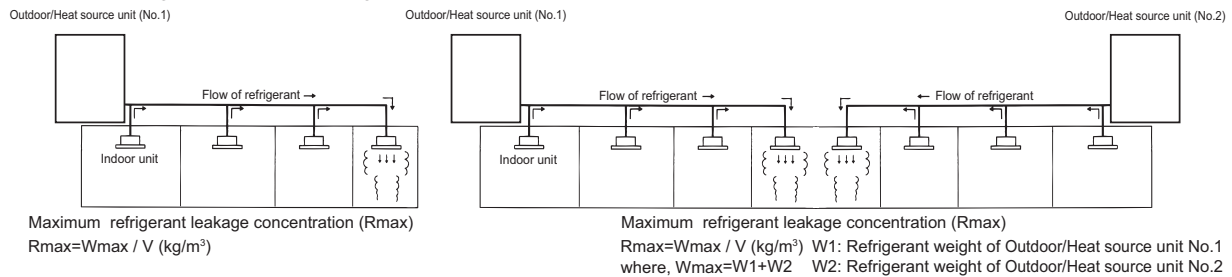 Outdoor/Heat source unit (No.1)
Flow of refrigerant →
Indoor unit
Maximum refrigerant leakage concentration (Rmax)
Rmax=Wmax / V (kg/m³)
Outdoor/Heat source unit (No.1)
Outdoor/Heat source unit (No.2)
Flow of refrigerant →
← Flow of refrigerant
Indoor unit
Maximum refrigerant leakage concentration (Rmax)
Rmax=Wmax / V (kg/m³) W1: Refrigerant weight of Outdoor/Heat source unit No.1
where, Wmax=W1+W2 W2: Refrigerant weight of Outdoor/Heat source unit No.2